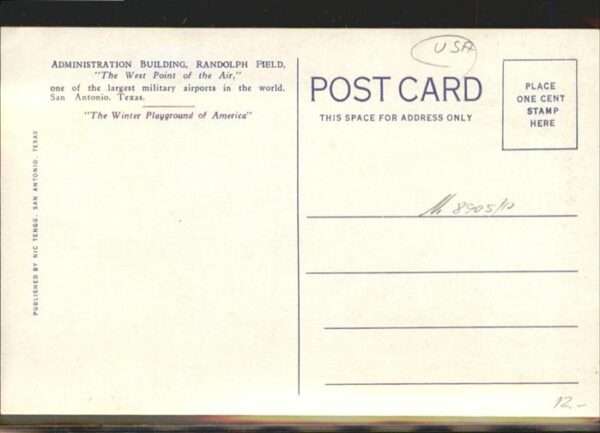 ADMINISTRATION BUILDING, RANDOLPH FIELD,
"The West Point of the Air,"
one of the largest military airports in the world.
San Antonio, Texas.
"The Winter Playground of America"
PUBLISHED BY NIC TENGG, SAN ANTONIO, TEXAS
USA
POST CARD
THIS SPACE FOR ADDRESS ONLY
PLACE
ONE CENT
STAMP
HERE
8905/10
12.-